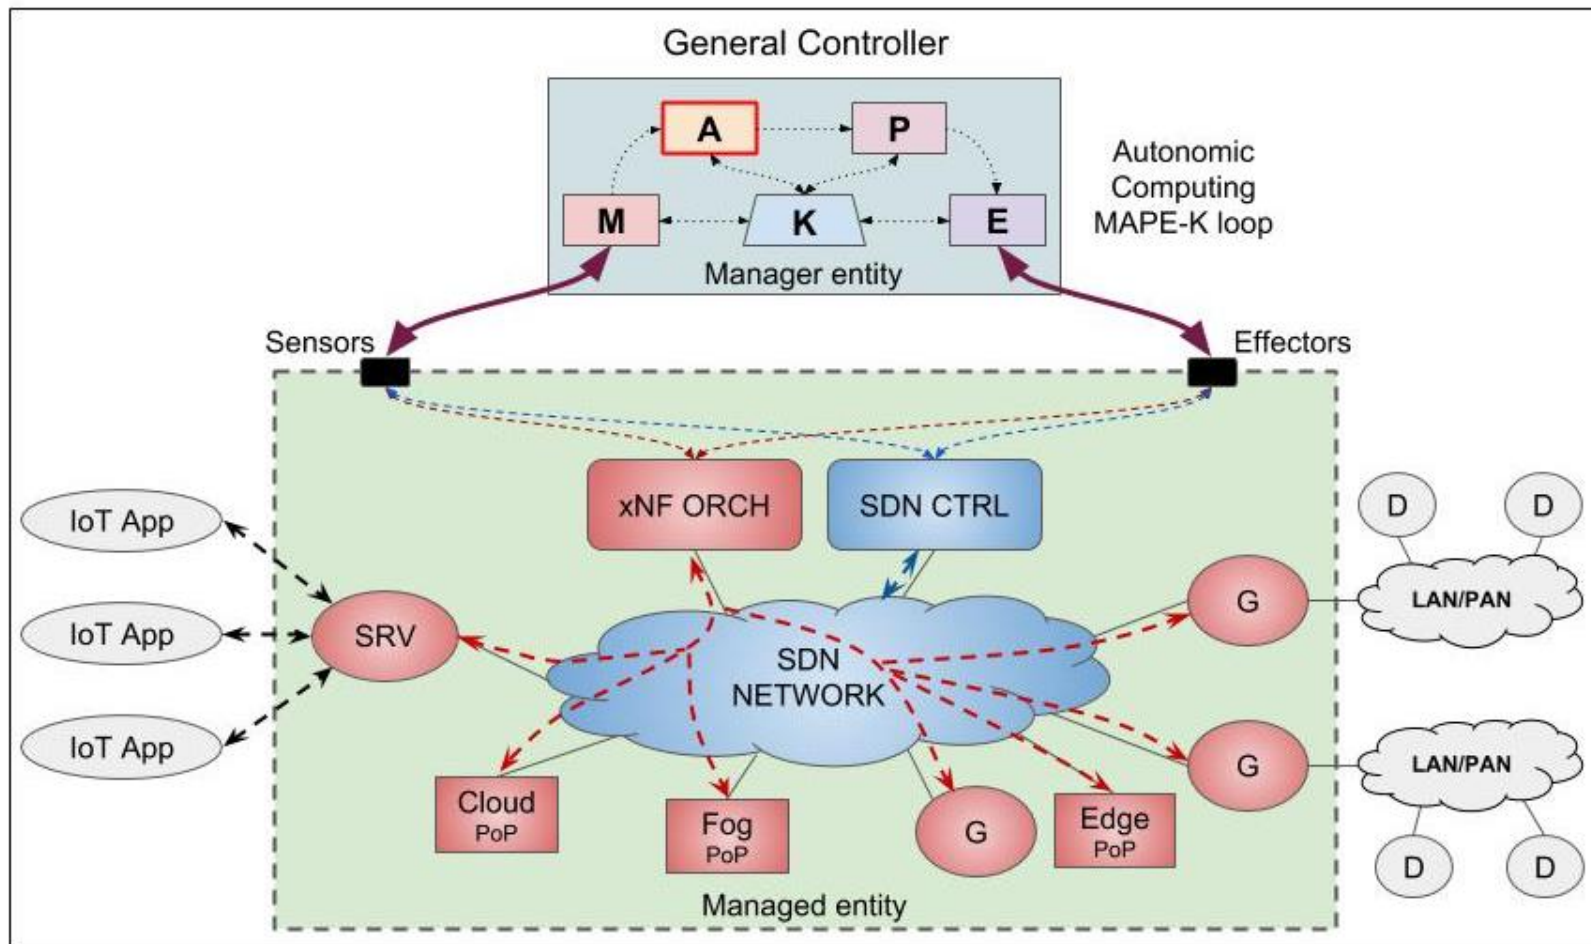 General Controller
A
P
M
K
E
Manager entity
Autonomic
Computing
MAPE-K loop
Sensors
Effectors
xNF ORCH
SDN CTRL
IoT App
IoT App
IoT App
SRV
SDN
NETWORK
G
G
G
Cloud
PoP
Fog
PoP
Edge
PoP
D
D
LAN/PAN
LAN/PAN
D
D
Managed entity